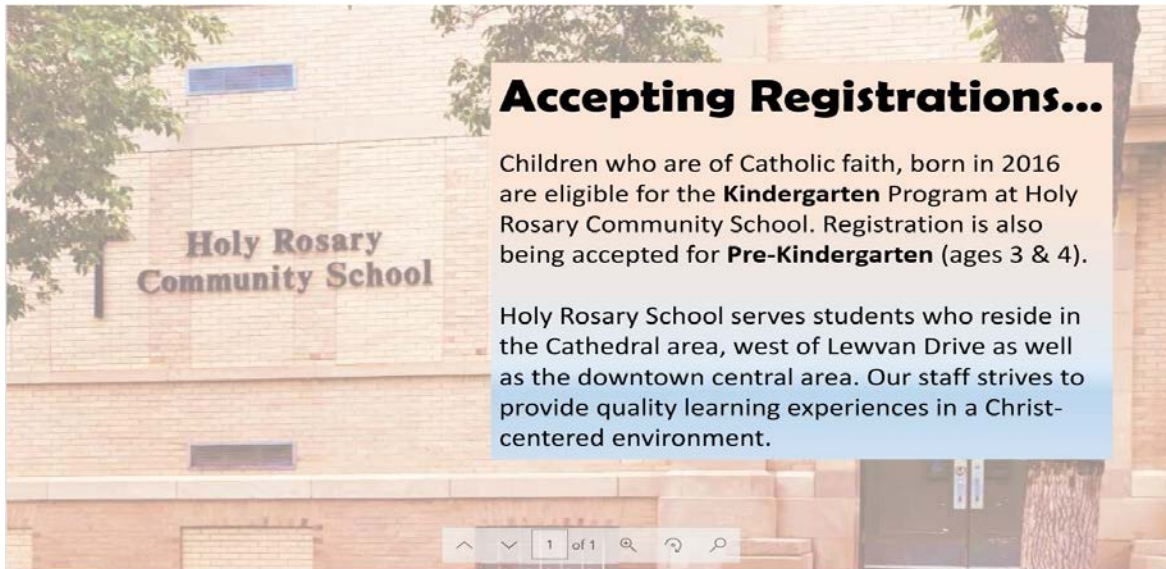 Accepting Registrations...
Children who are of Catholic faith, born in 2016
are eligible for the Kindergarten Program at Holy
Rosary Community School. Registration is also
being accepted for Pre-Kindergarten (ages 3 & 4).
Holy Rosary School serves students who reside in
the Cathedral area, west of Lewvan Drive as well
as the downtown central area. Our staff strives to
provide quality learning experiences in a Christ-
centered environment.
Holy Rosary
Community School
1 of 1